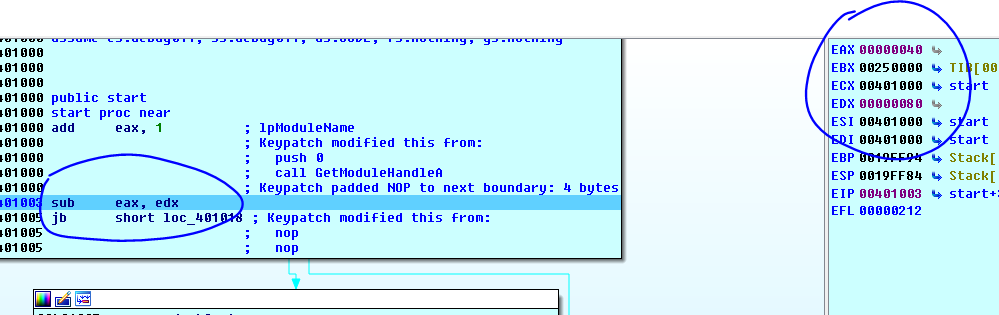 401000 assume es:debug011, ss:debug011, ds:UODE, fs:nothing, gs:nothing
401000
401000
401000 public start
401000 start proc near
401000 add eax, 1 ; lpModuleName
401000 ; Keypatch modified this from:
401000 ; push 0
401000 ; call GetModuleHandleA
401000 ; Keypatch padded NOP to next boundary: 4 bytes
401003 sub eax, edx
401005 jb short loc_401018 ; Keypatch modified this from:
401005 ; nop
401005 ; nop
EAX 00000040
EBX 00250000 TIB[00
ECX 00401000 start
EDX 00000080
ESI 00401000 start
EDI 00401000 start
EBP 0019FF94 Stack[
ESP 0019FF84 Stack[
EIP 00401003 start+
EFL 00000212